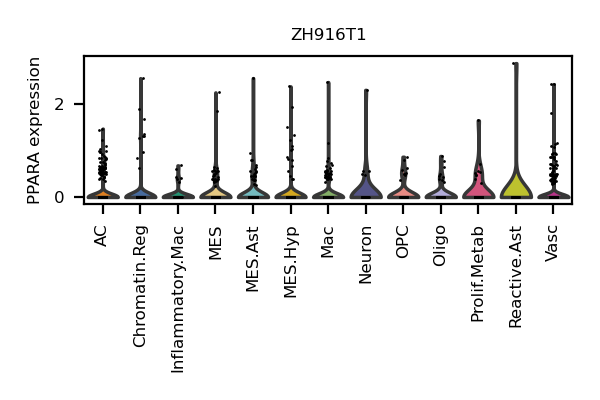 ZH916T1
PPARA expression
2
0
AC
Chromatin.Reg
Inflammatory.Mac
MES
MES.Ast
MES.Hyp
Mac
Neuron
OPC
Oligo
Prolif.Metab
Reactive.Ast
Vasc